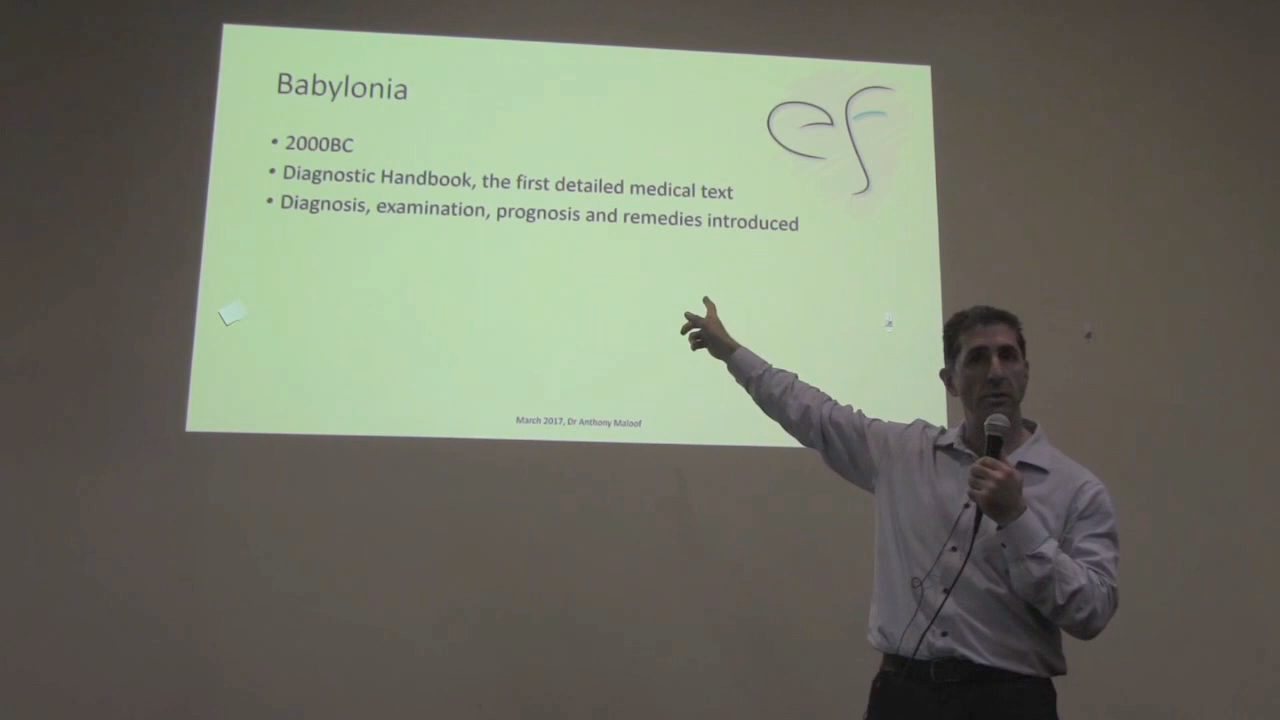 Babylonia
ef
• 2000BC
• Diagnostic Handbook, the first detailed medical text
• Diagnosis, examination, prognosis and remedies introduced
March 2017, Dr Anthony Maloof